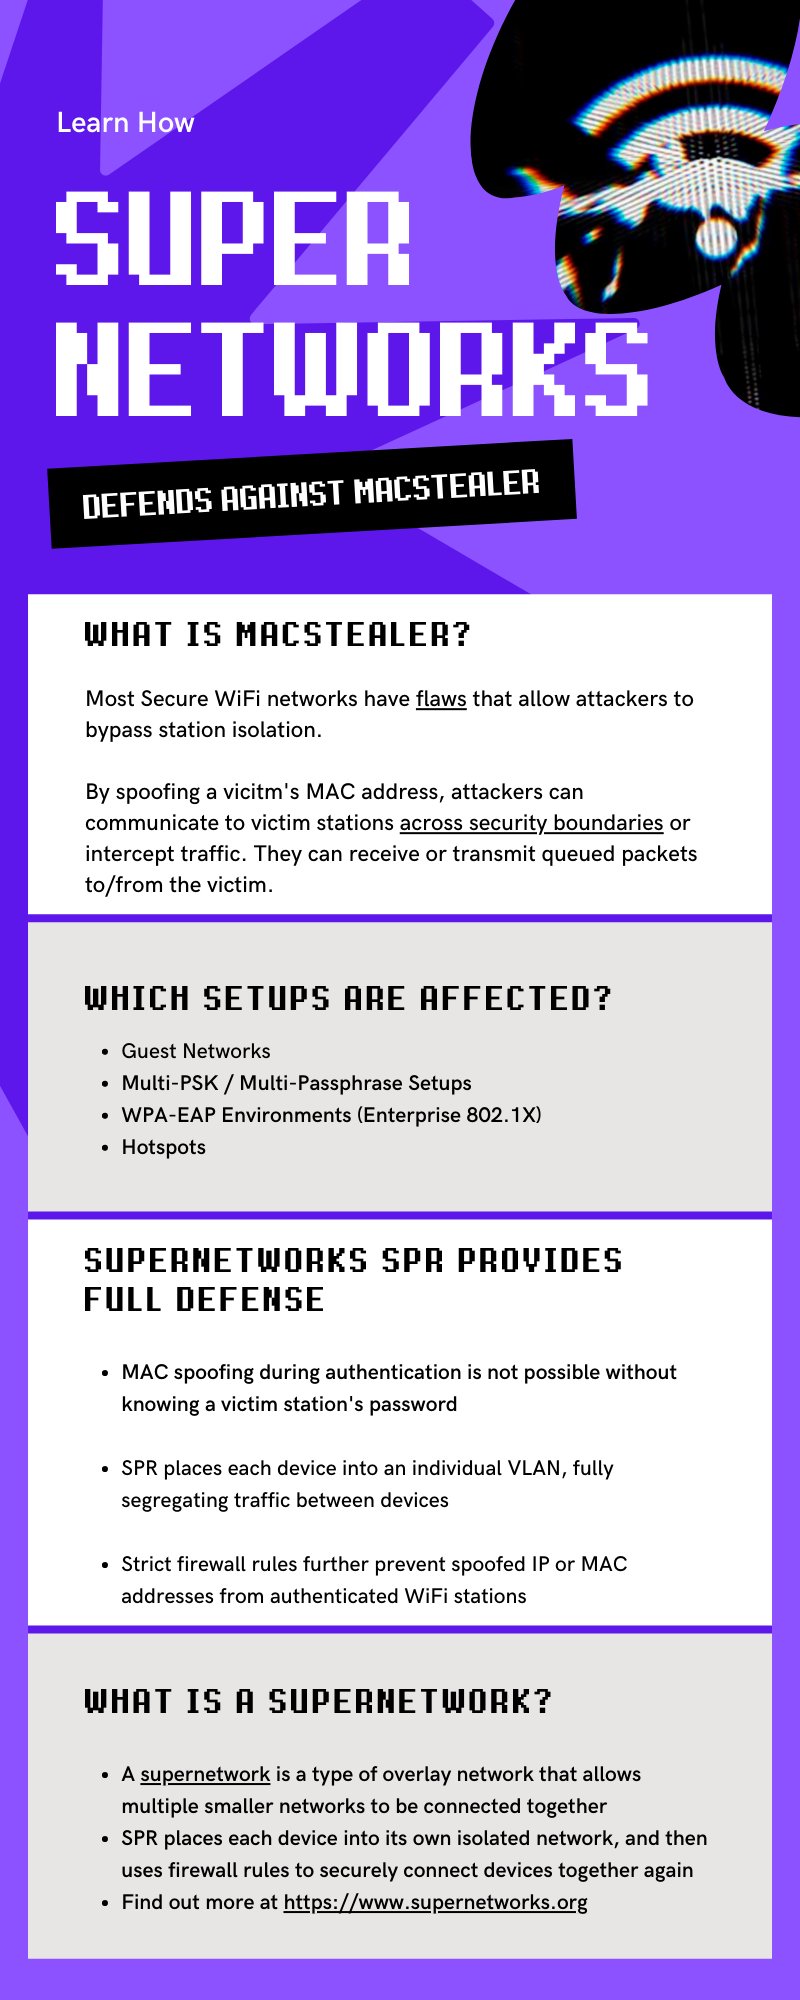 Learn How
SUPER
NETWORKS
DEFENDS AGAINST MACSTEALER
WHAT IS MACSTEALER?
Most Secure WiFi networks have flaws that allow attackers to
bypass station isolation.
By spoofing a vicitm's MAC address, attackers can
communicate to victim stations across security boundaries or
intercept traffic. They can receive or transmit queued packets
to/from the victim.
WHICH SETUPS ARE AFFECTED?
• Guest Networks
• Multi-PSK / Multi-Passphrase Setups
• WPA-EAP Environments (Enterprise 802.1X)
• Hotspots
SUPERNETWORKS SPR PROVIDES
FULL DEFENSE
• MAC spoofing during authentication is not possible without
knowing a victim station's password
• SPR places each device into an individual VLAN, fully
segregating traffic between devices
• Strict firewall rules further prevent spoofed IP or MAC
addresses from authenticated WiFi stations
WHAT IS A SUPERNETWORK?
• A supernetwork is a type of overlay network that allows
multiple smaller networks to be connected together
• SPR places each device into its own isolated network, and then
uses firewall rules to securely connect devices together again
• Find out more at https://www.supernetworks.org